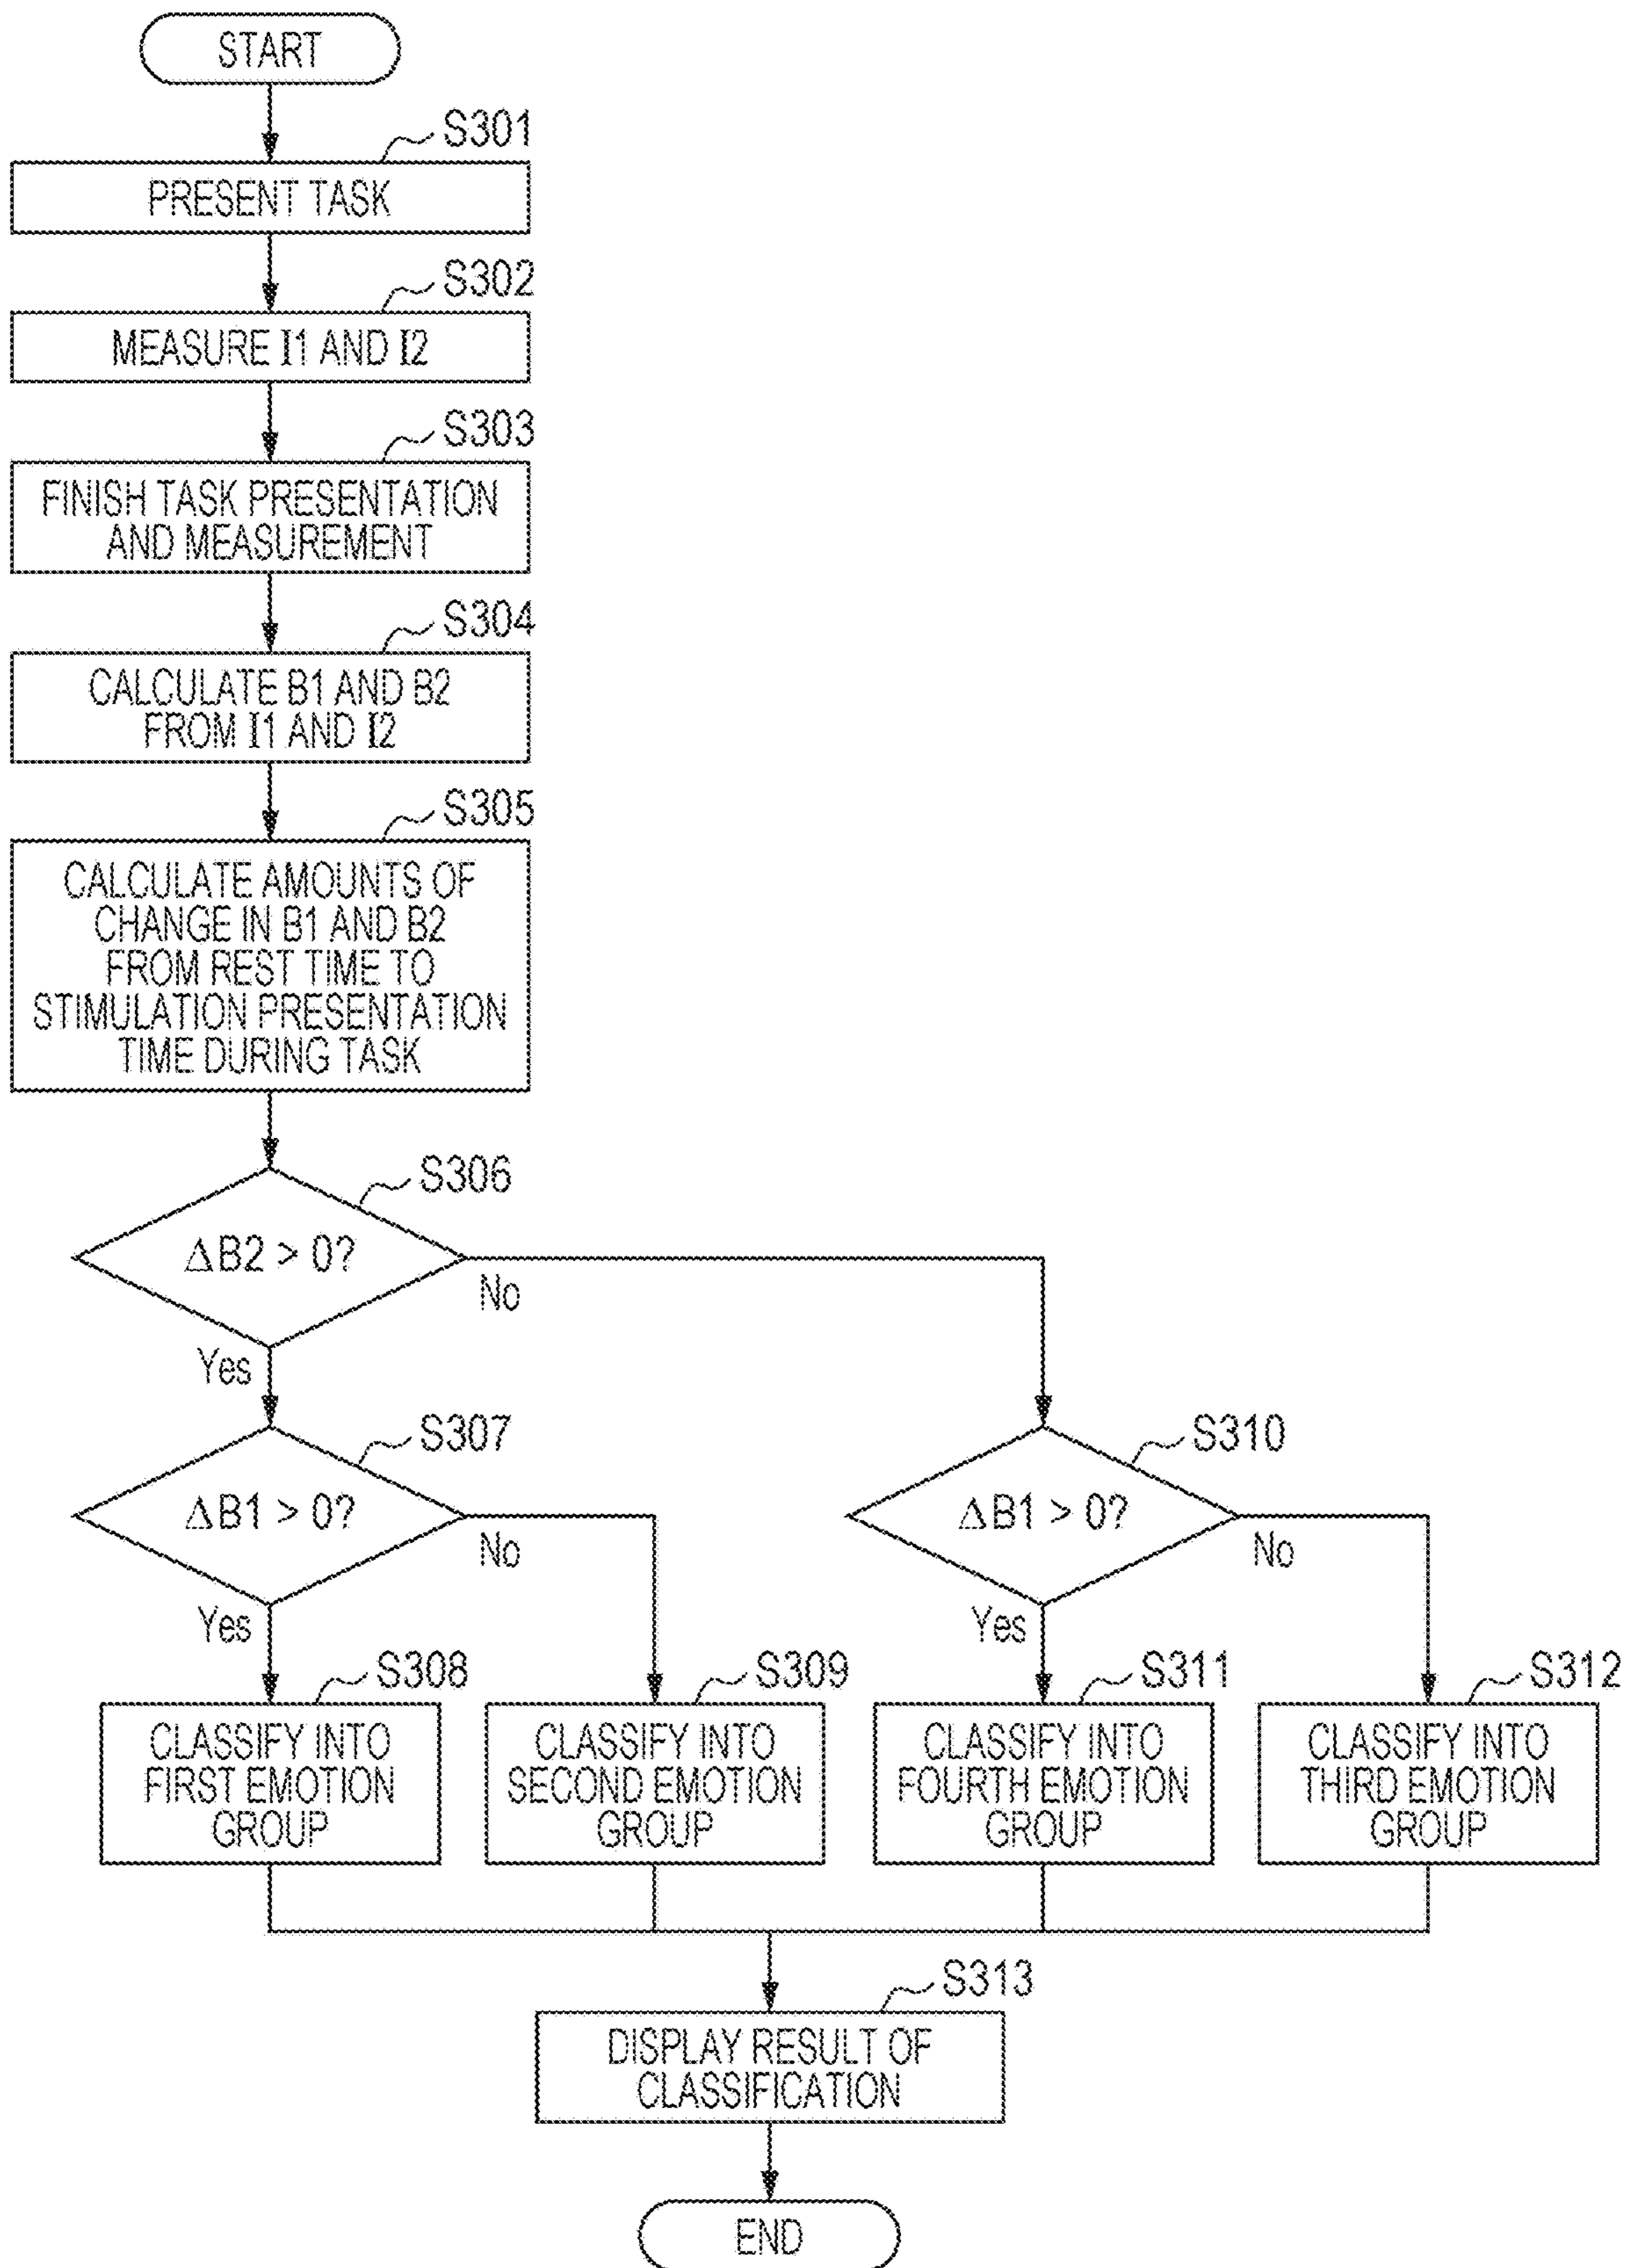 START
S301
PRESENT TASK
S302
MEASURE I1 AND I2
S303
FINISH TASK PRESENTATION
AND MEASUREMENT
S304
CALCULATE B1 AND B2
FROM I1 AND I2
S305
CALCULATE AMOUNTS OF
CHANGE IN B1 AND B2
FROM REST TIME TO
STIMULATION PRESENTATION
TIME DURING TASK
S306
ΔB2 > 0?
No
Yes
S307
ΔB1 > 0?
No
Yes
S310
ΔB1 > 0?
No
Yes
S308
CLASSIFY INTO
FIRST EMOTION
GROUP
S309
CLASSIFY INTO
SECOND EMOTION
GROUP
S311
CLASSIFY INTO
FOURTH EMOTION
GROUP
S312
CLASSIFY INTO
THIRD EMOTION
GROUP
S313
DISPLAY RESULT OF
CLASSIFICATION
END